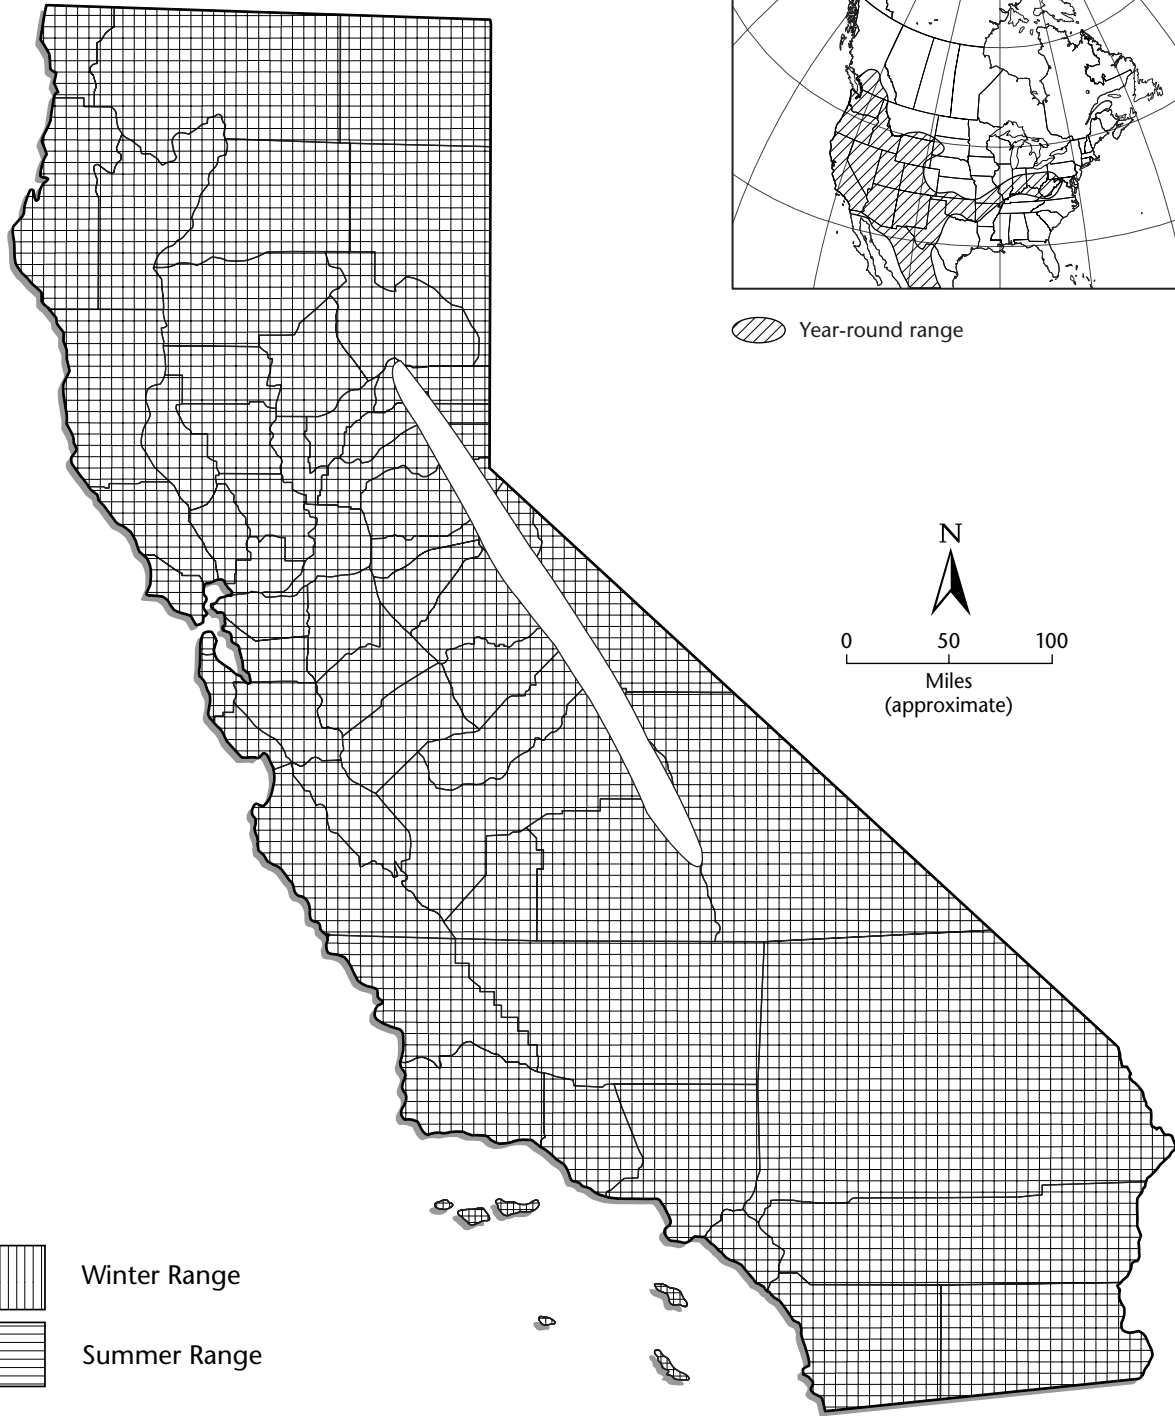 Year-round range
N
0 50 100
Miles
(approximate)
Winter Range
Summer Range